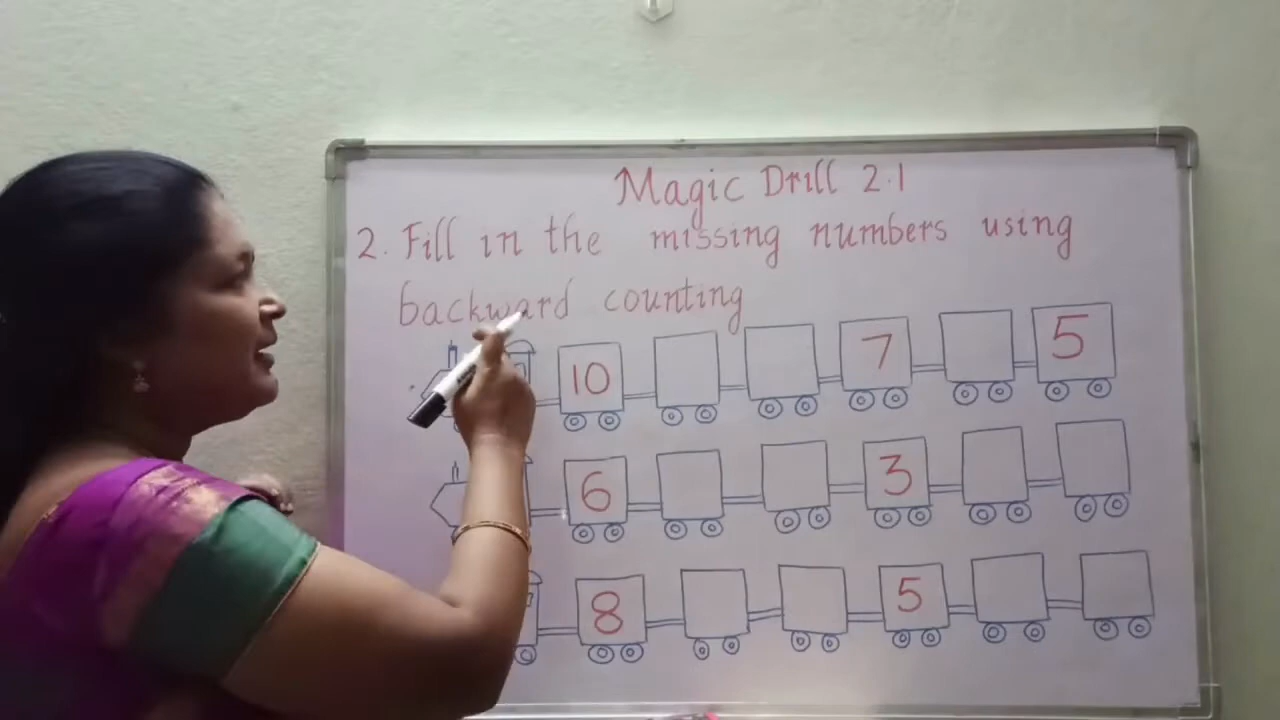 Magic Drill 2.1
2. Fill in the missing numbers using
backward counting
10 7 5
6 3
8 5